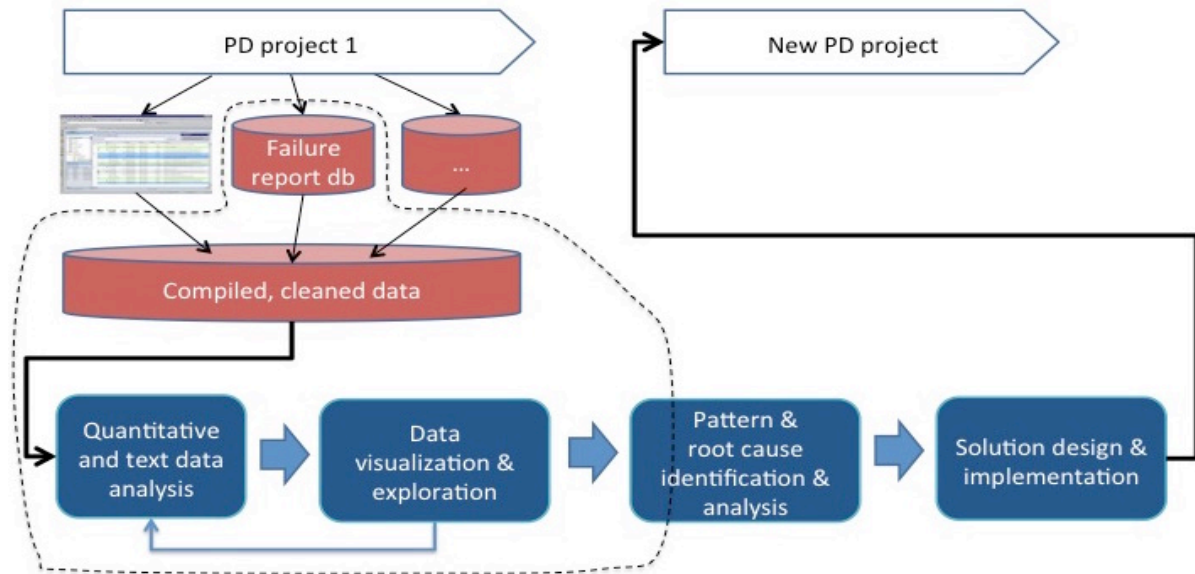 PD project 1
New PD project
Failure
report db
...
Compiled, cleaned data
Quantitative
and text data
analysis
Data
visualization &
exploration
Pattern &
root cause
identification &
analysis
Solution design &
implementation